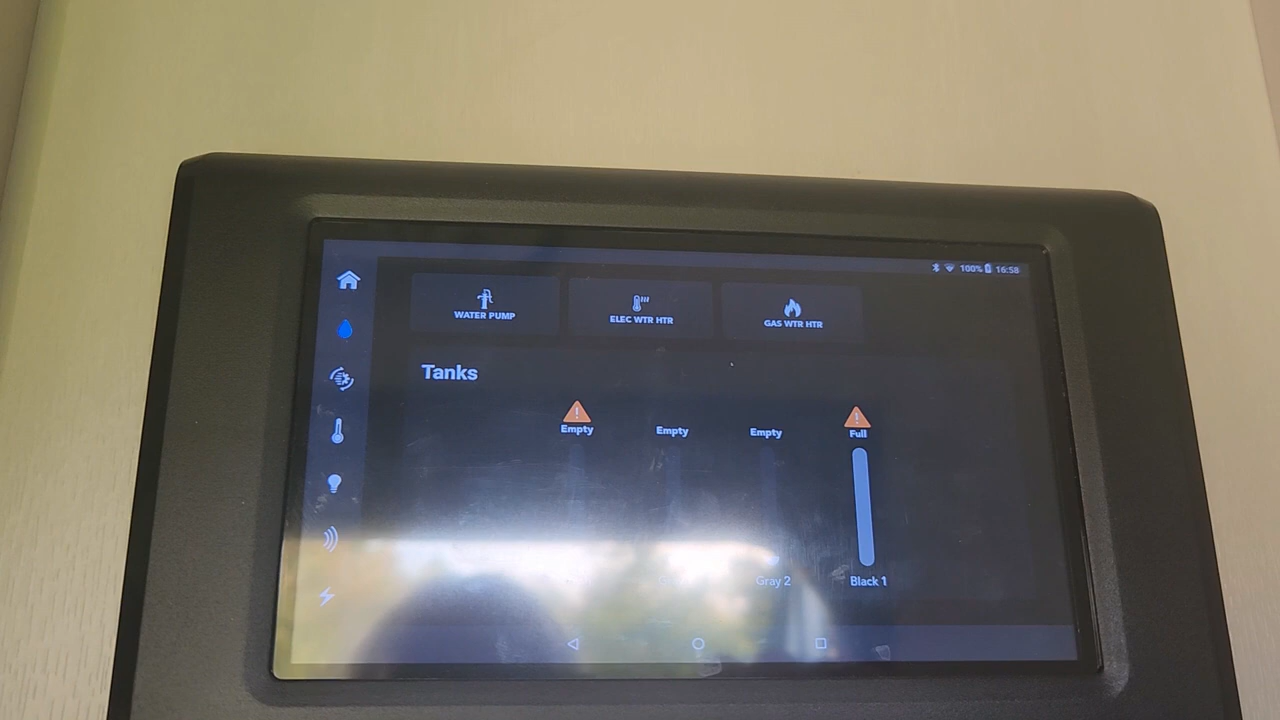 100% 16:58
WATER PUMP
ELEC WTR HTR
GAS WTR HTR
Tanks
Empty
Empty
Empty
Full
Gray 2
Black 1